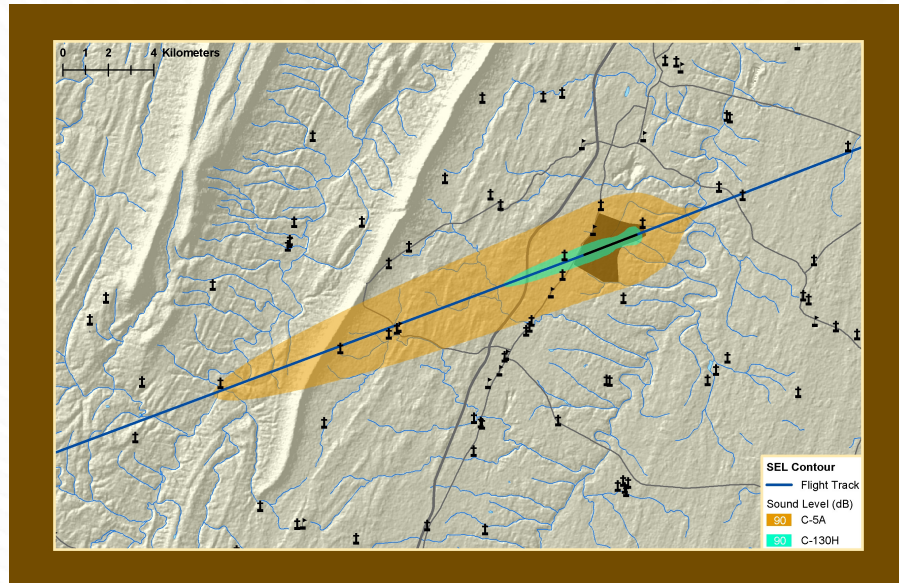 0 1 2 4 Kilometers
SEL Contour
Flight Track
Sound Level (dB)
90 C-5A
90 C-130H